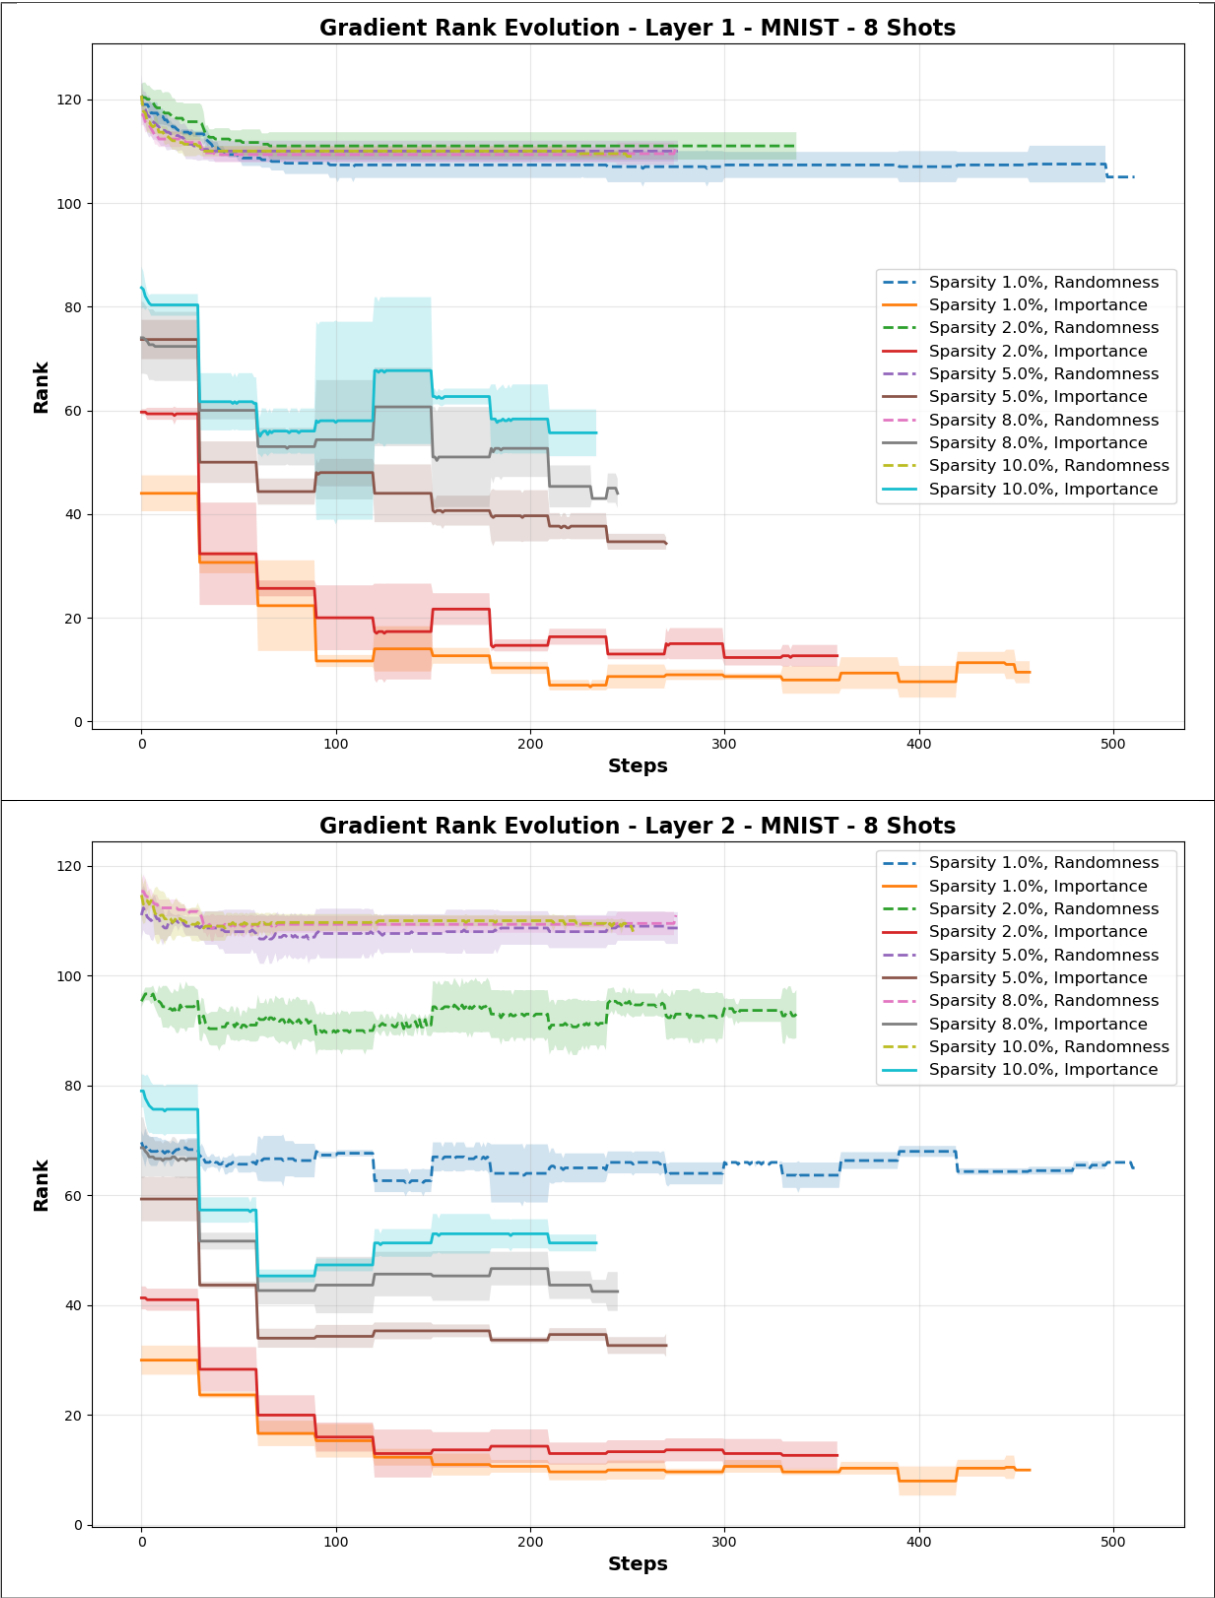 Gradient Rank Evolution - Layer 1 - MNIST - 8 Shots
120
100
80
60
40
20
0
Rank
Sparsity 1.0%, Randomness
Sparsity 1.0%, Importance
Sparsity 2.0%, Randomness
Sparsity 2.0%, Importance
Sparsity 5.0%, Randomness
Sparsity 5.0%, Importance
Sparsity 8.0%, Randomness
Sparsity 8.0%, Importance
Sparsity 10.0%, Randomness
Sparsity 10.0%, Importance
0 100 200 300 400 500
Steps
Gradient Rank Evolution - Layer 2 - MNIST - 8 Shots
120
100
80
60
40
20
0
Rank
Sparsity 1.0%, Randomness
Sparsity 1.0%, Importance
Sparsity 2.0%, Randomness
Sparsity 2.0%, Importance
Sparsity 5.0%, Randomness
Sparsity 5.0%, Importance
Sparsity 8.0%, Randomness
Sparsity 8.0%, Importance
Sparsity 10.0%, Randomness
Sparsity 10.0%, Importance
0 100 200 300 400 500
Steps